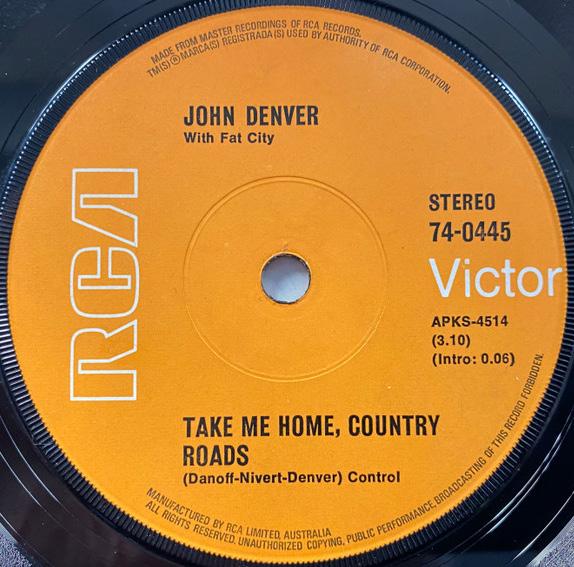 MADE FROM MASTER RECORDINGS OF RCA RECORDS.
TM(S)®MARCA(S) REGISTRADA(S) USED BY AUTHORITY OF RCA CORPORATION.
JOHN DENVER
With Fat City
RCA
STEREO
74-0445
Victor
APKS-4514
(3.10)
(Intro: 0.06)
TAKE ME HOME, COUNTRY
ROADS
(Danoff-Nivert-Denver) Control
MANUFACTURED BY RCA LIMITED, AUSTRALIA
ALL RIGHTS RESERVED. UNAUTHORIZED COPYING, PUBLIC PERFORMANCE, BROADCASTING OF THIS RECORD FORBIDDEN.